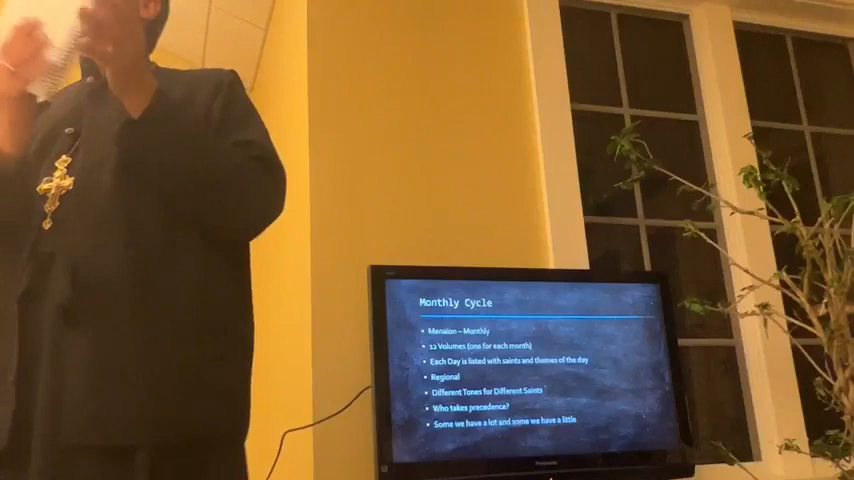 Monthly Cycle
• Menaion – Monthly
• 12 Volumes (one for each month)
• Each Day is listed with saints and themes of the day
• Regional
• Different Tones for Different Saints
• Who takes precedance?
• Some we have a lot and some we have a little
Panasonic